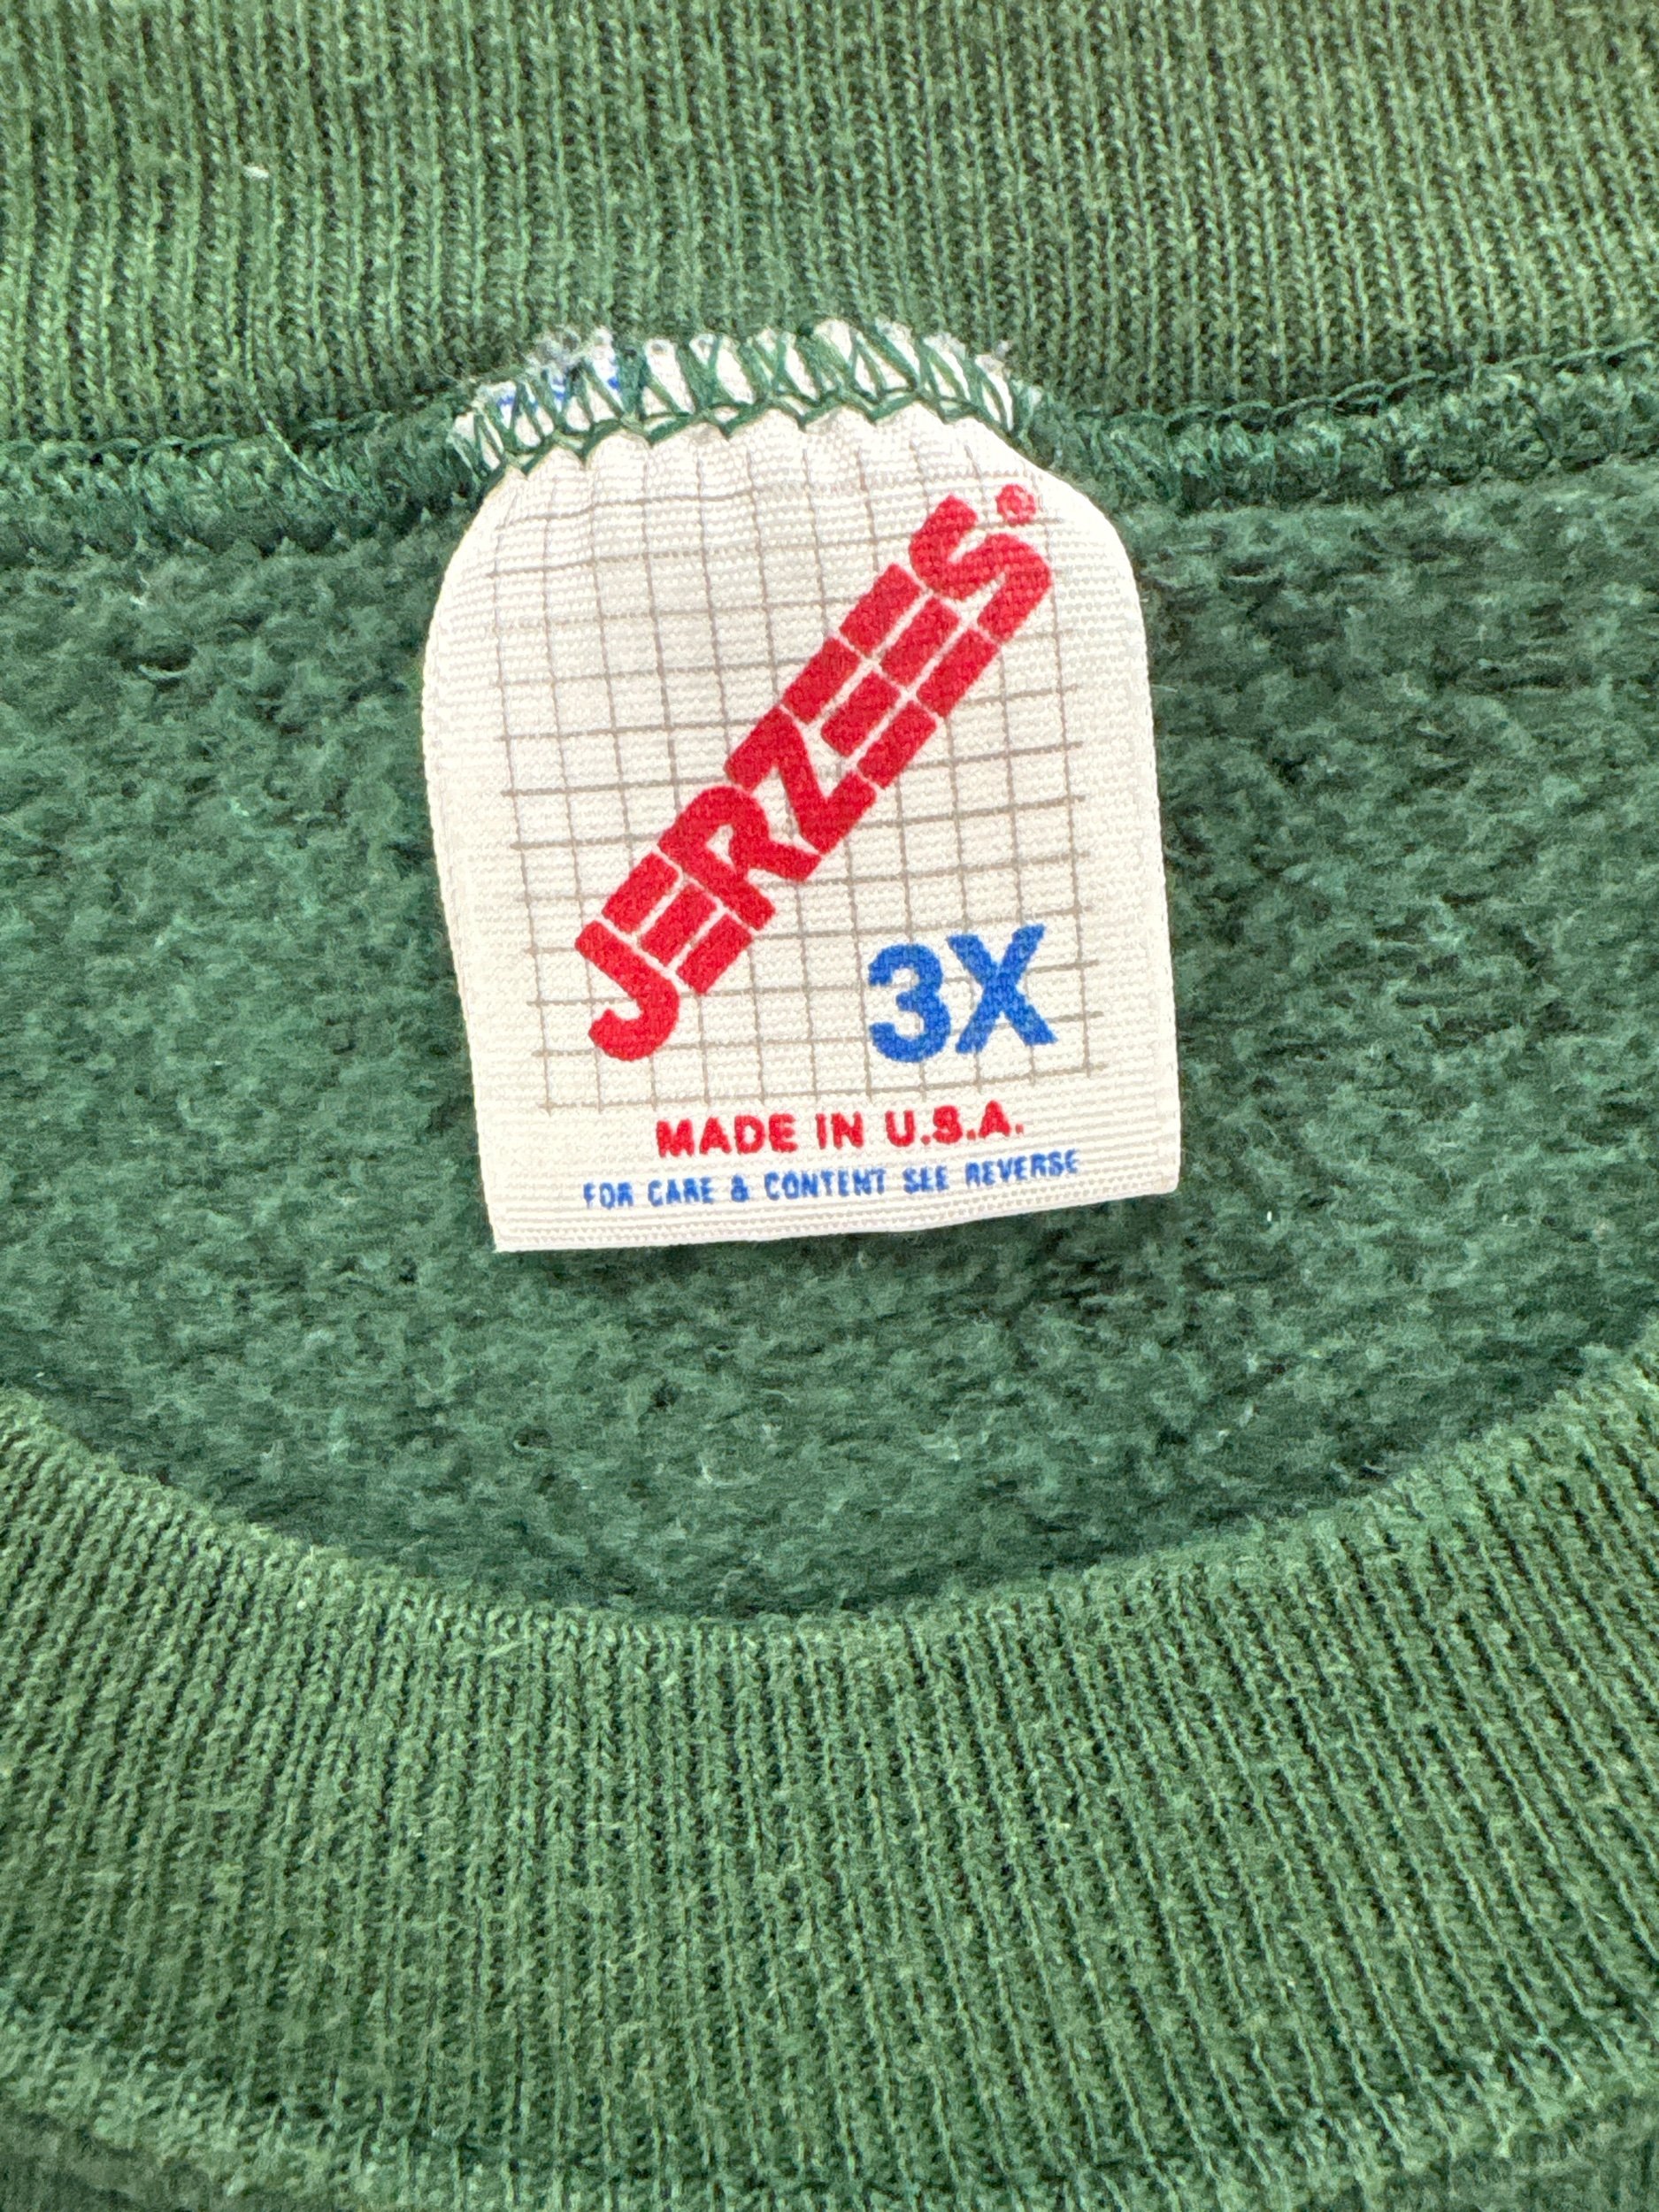 JERZEES®
3X
MADE IN U.S.A.
FOR CARE & CONTENT SEE REVERSE